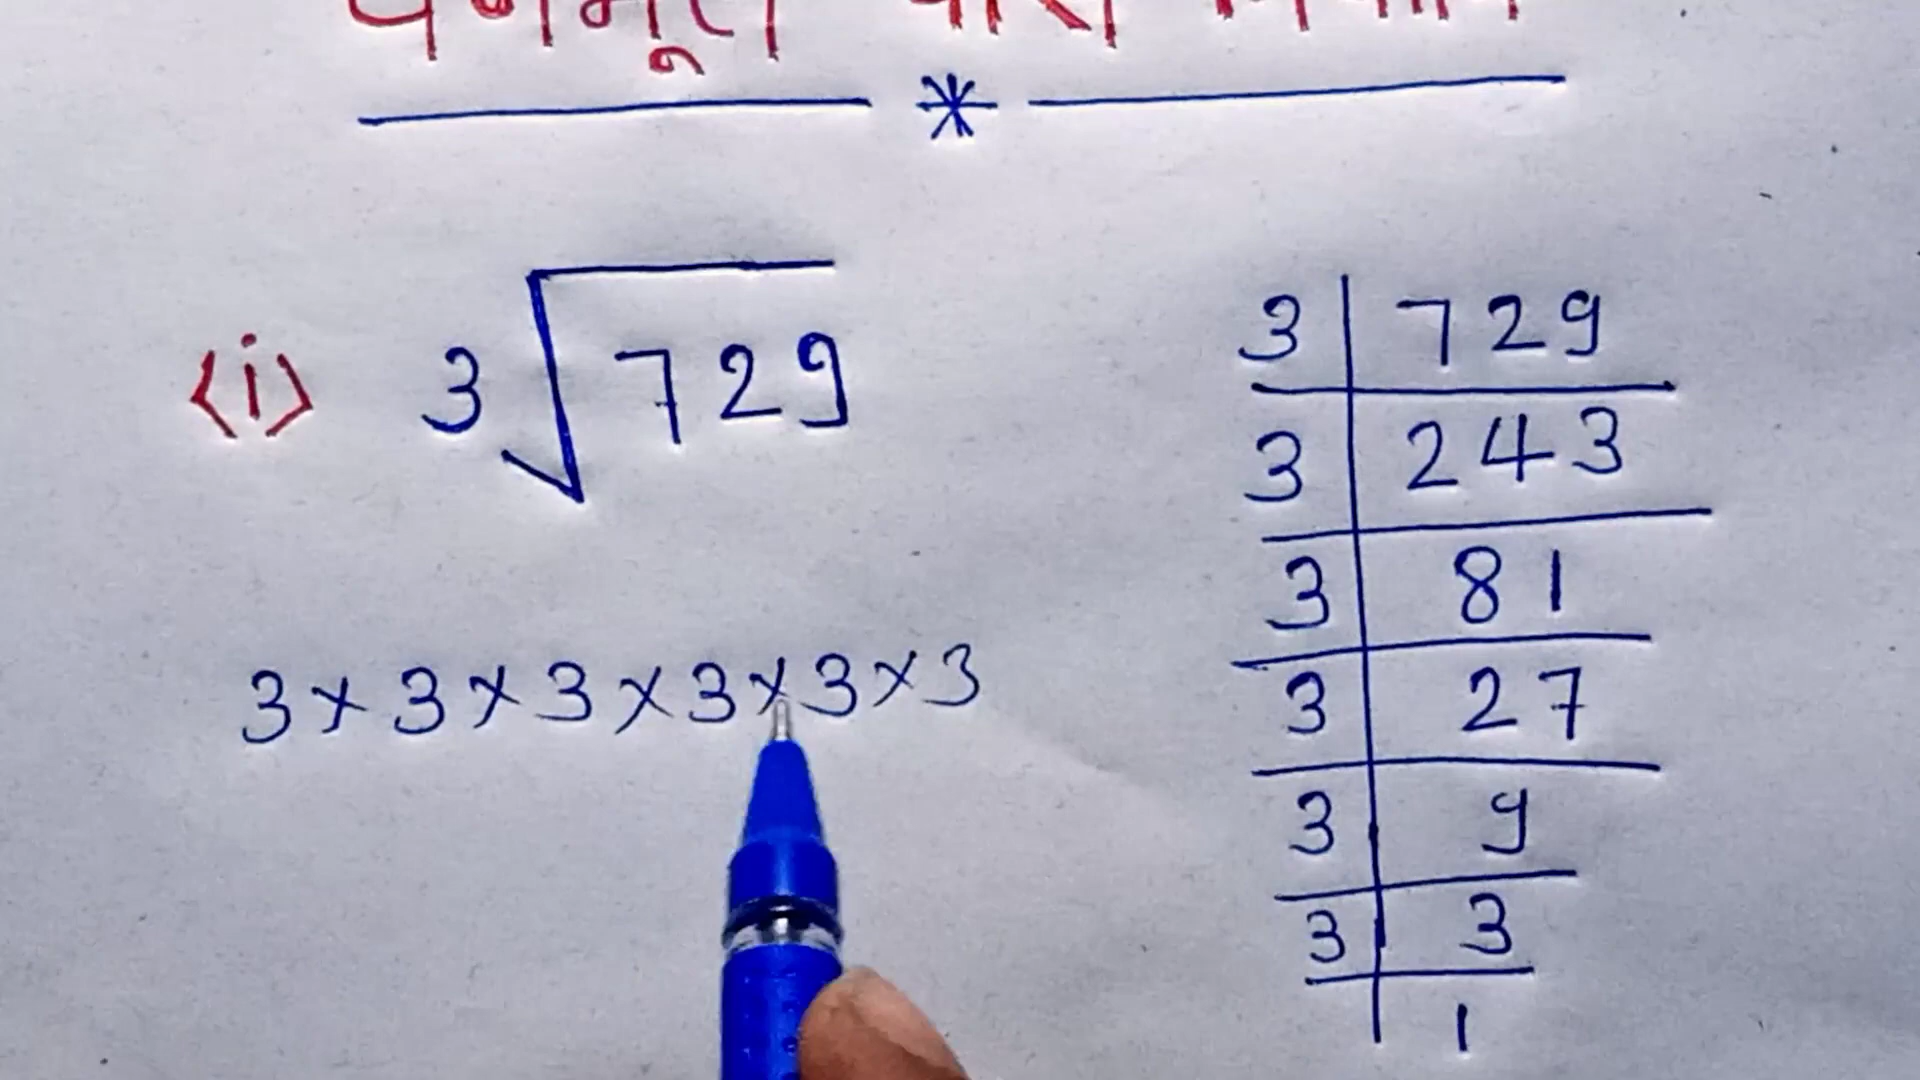 घनमूल
<i> 3√729
3 × 3 × 3 × 3 × 3 × 3
3 | 729
3 | 243
3 | 81
3 | 27
3 | 9
3 | 3
| 1